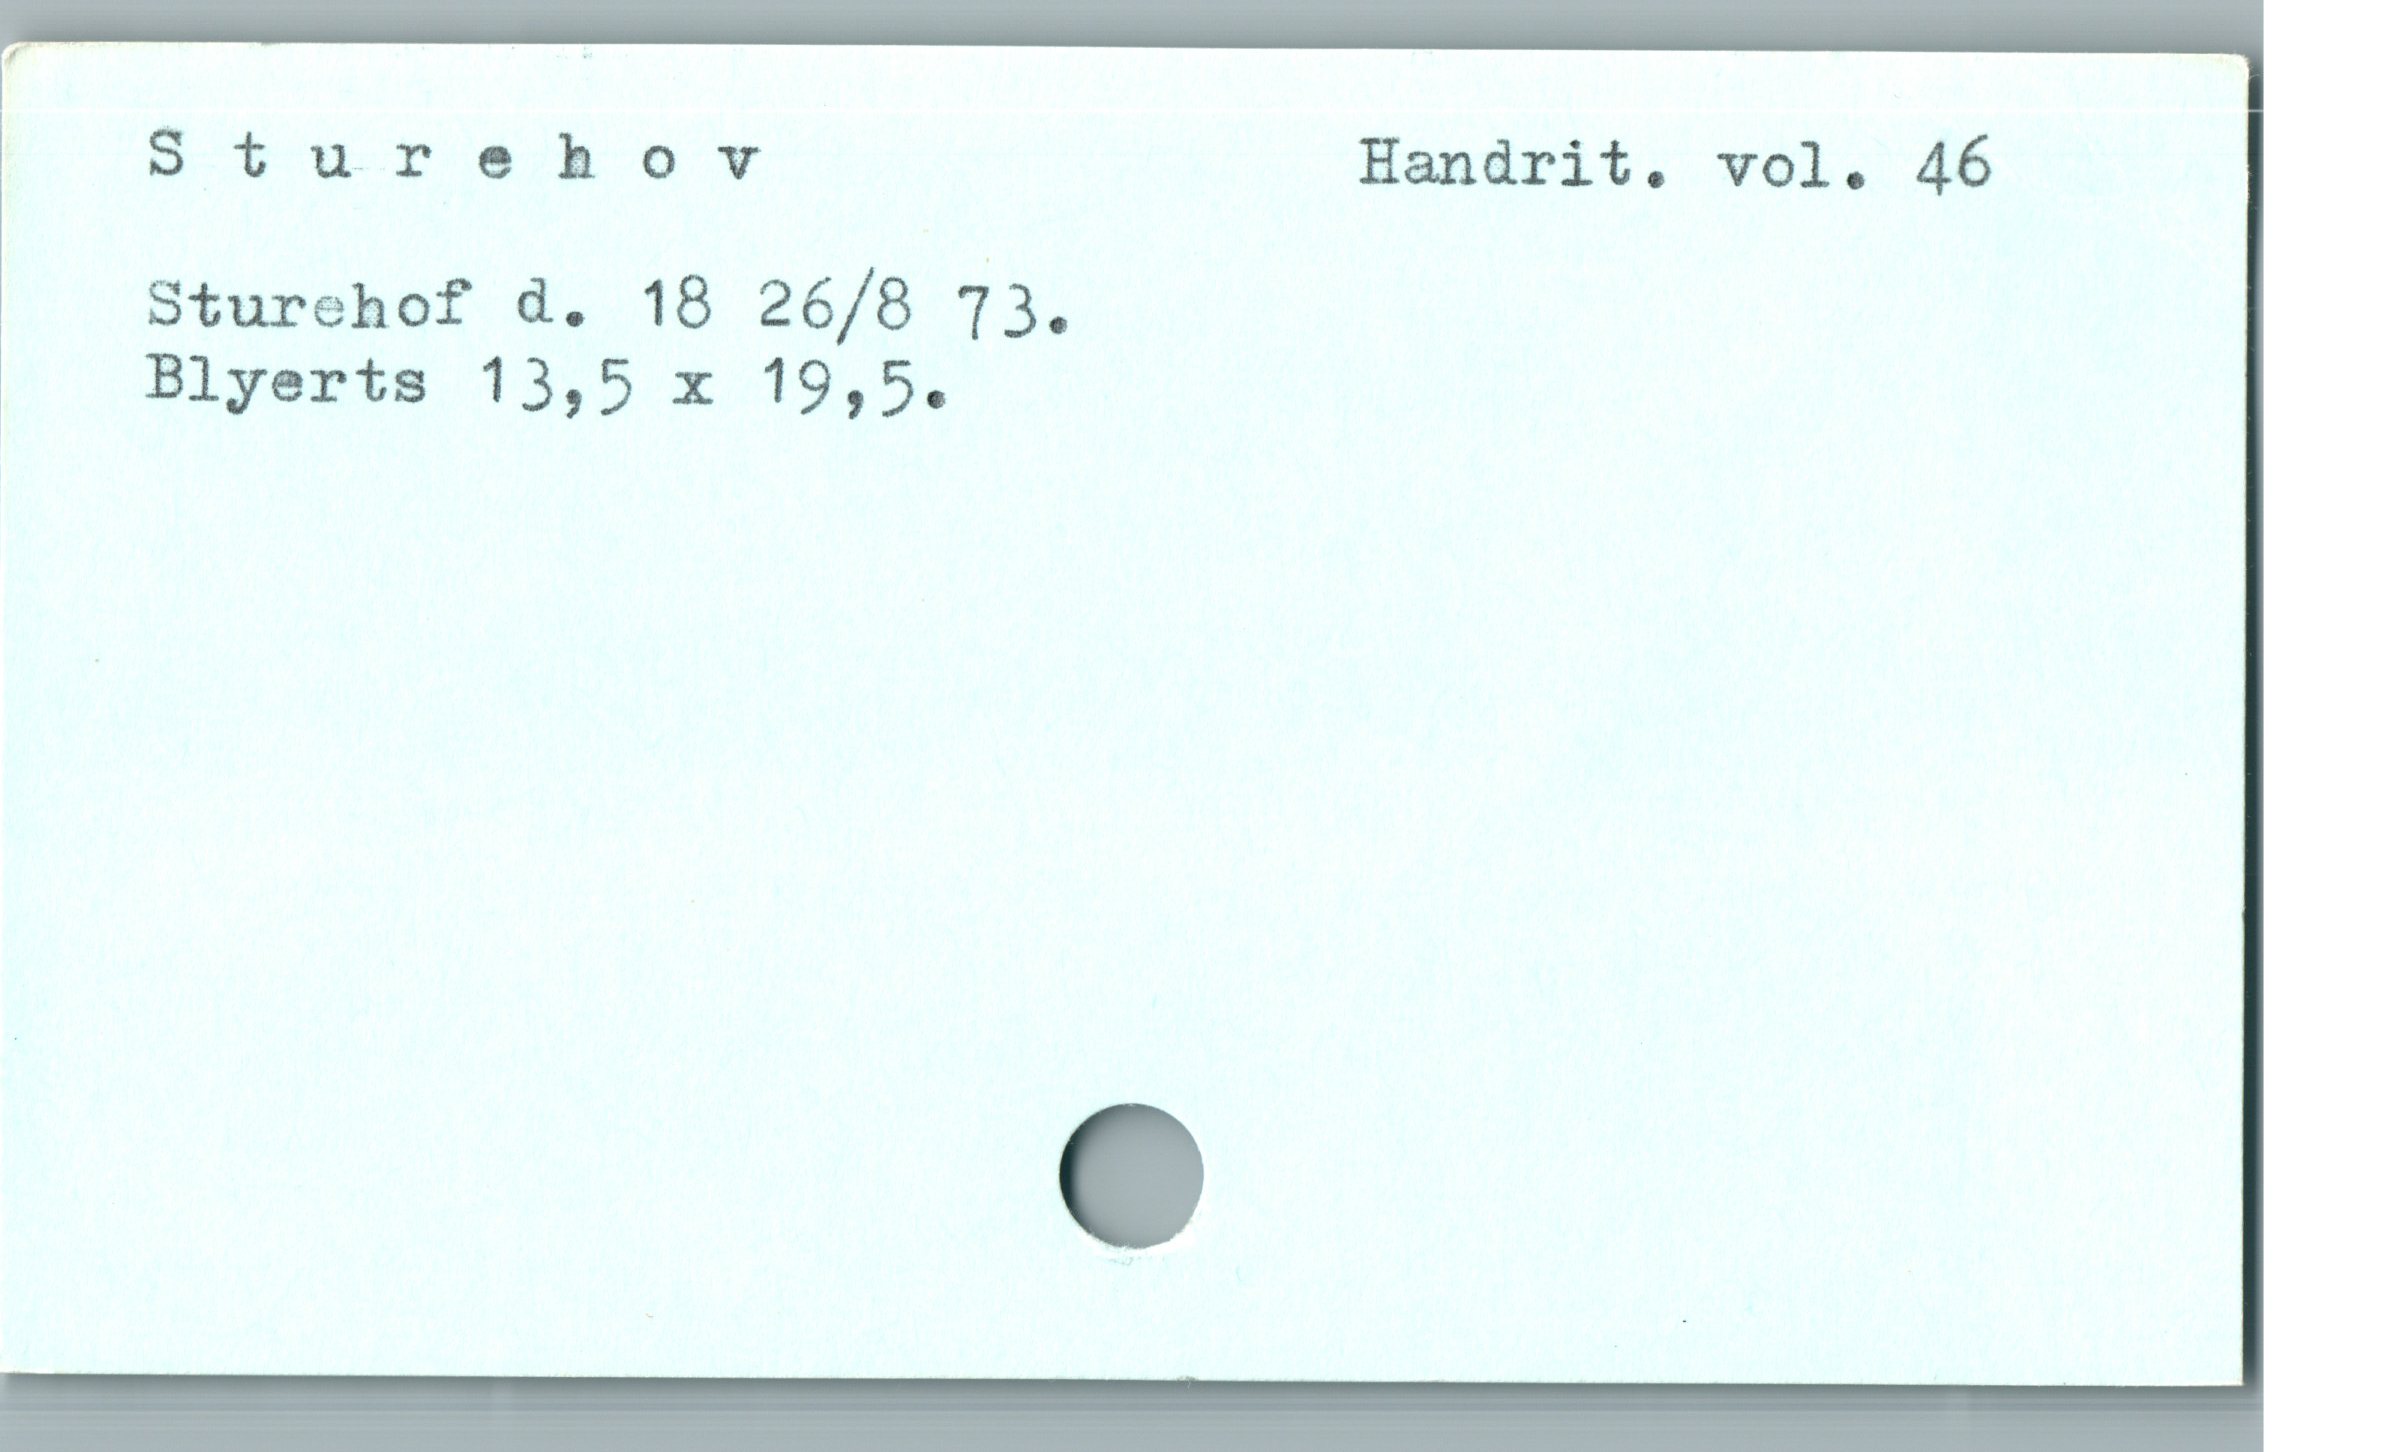 S t u r e h o v Handrit. vol. 46
Sturehof d. 18 26/8 73.
Blyerts 13,5 x 19,5.